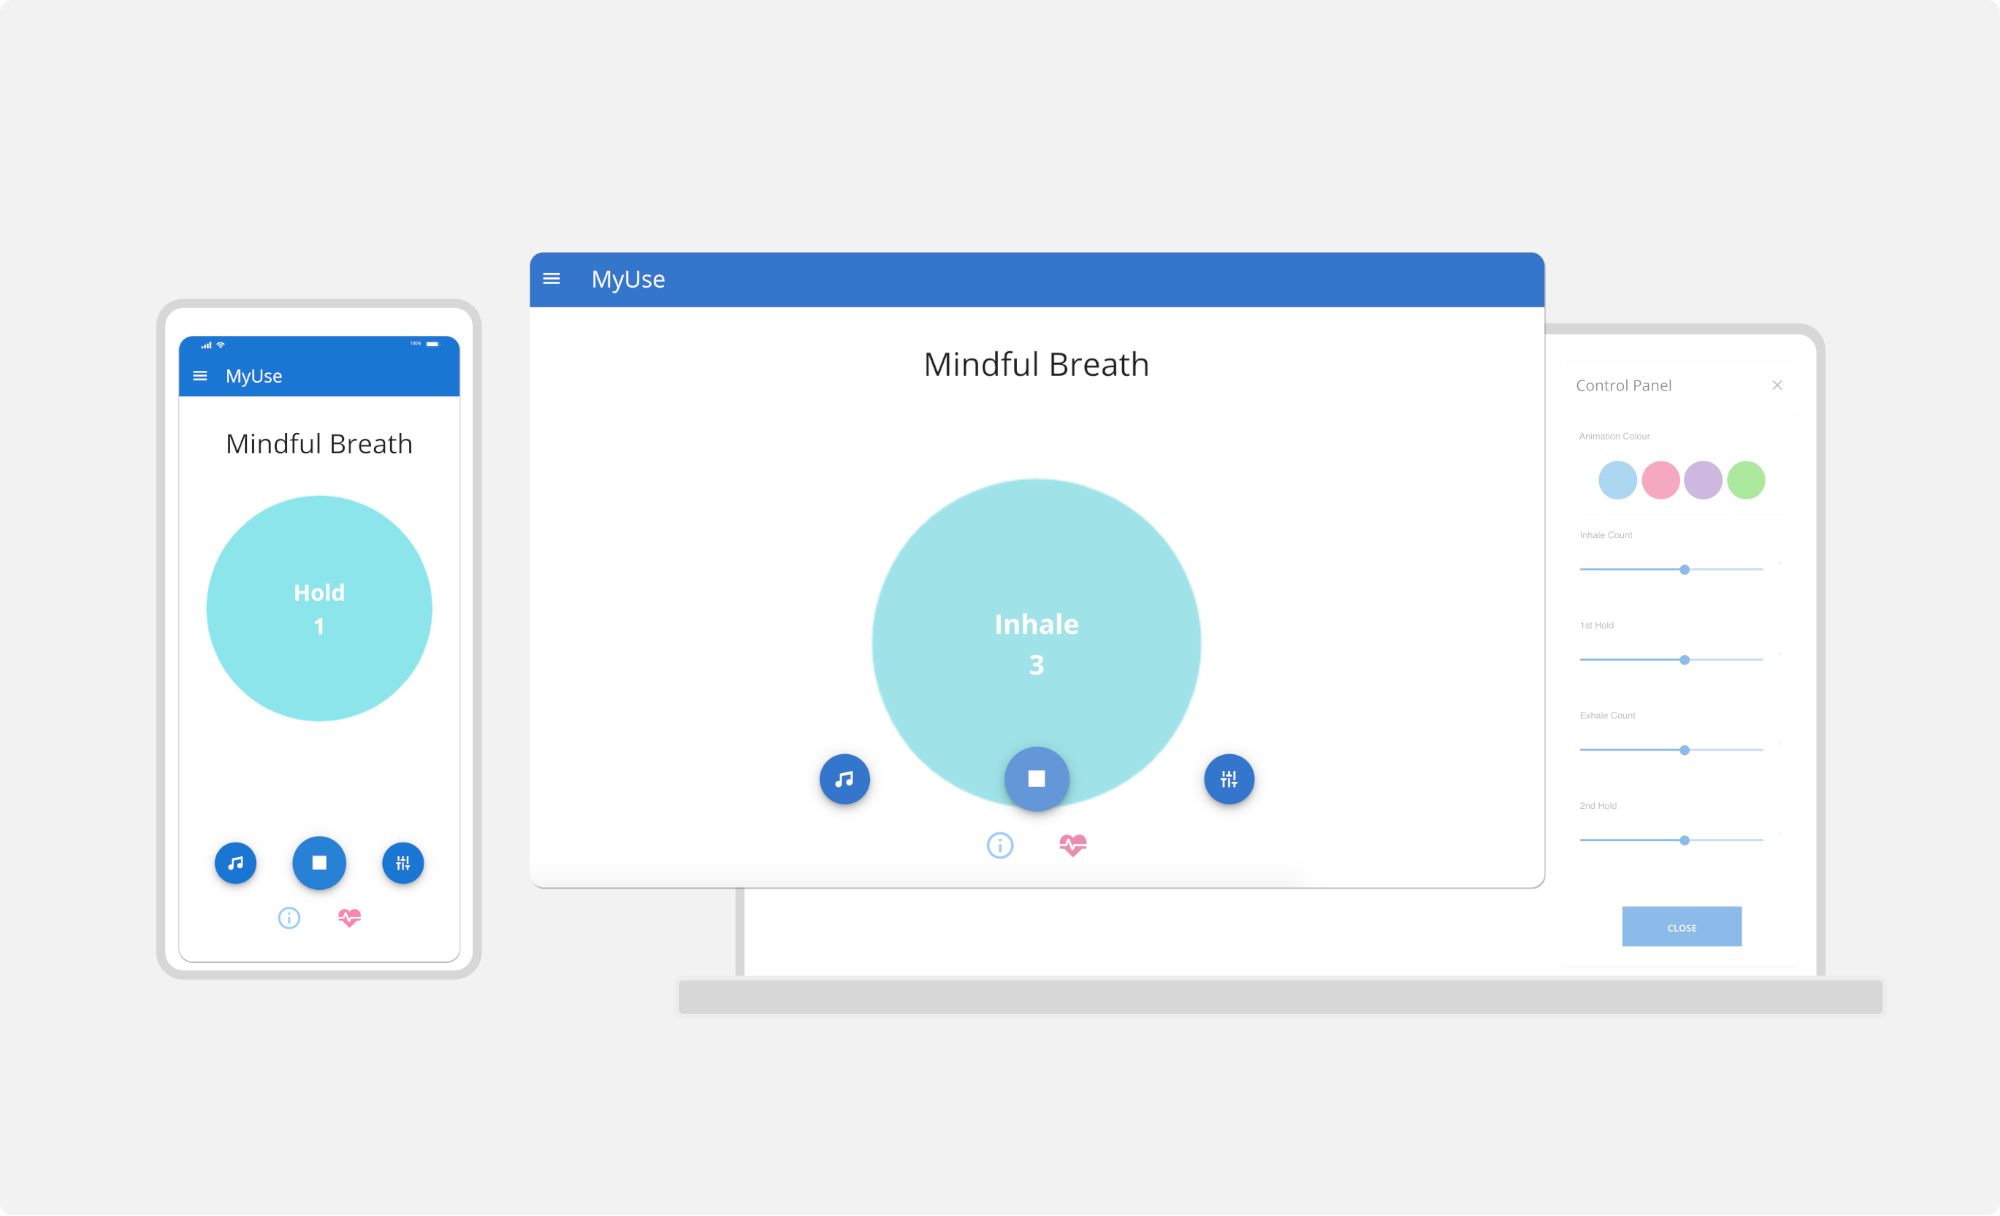 100%
MyUse
Mindful Breath
Hold
1
MyUse
Mindful Breath
Inhale
3
Control Panel
Animation Colour
Inhale Count
1st Hold
Exhale Count
2nd Hold
CLOSE